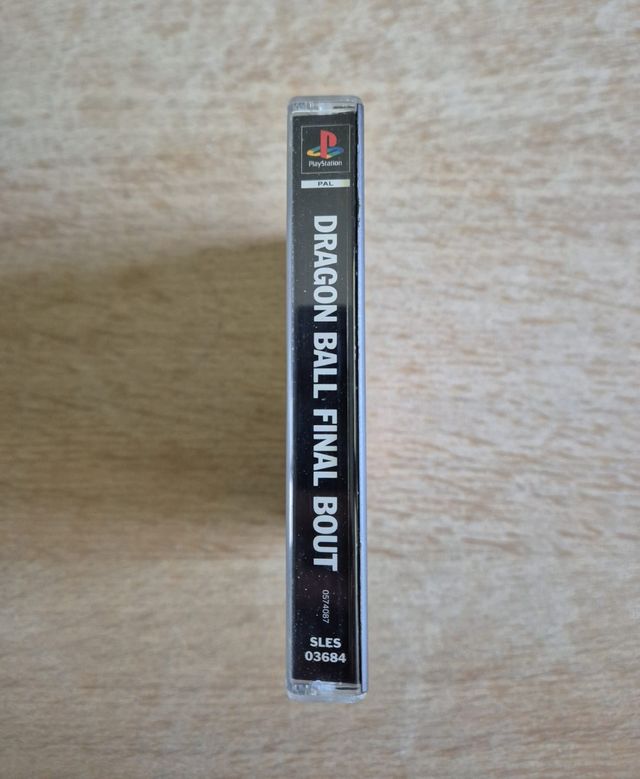 PlayStation
PAL
DRAGON BALL FINAL BOUT
0574087
SLES
03684